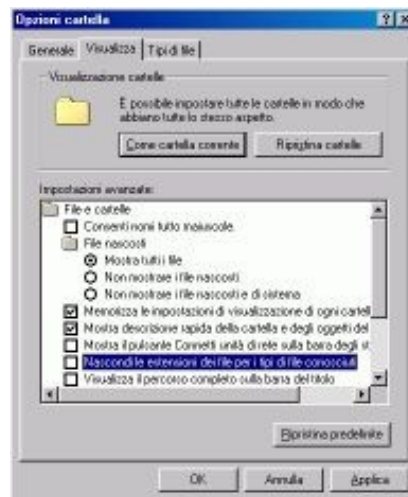 Opzioni cartella
Generale Visualizza Tipi di file
Visualizzazione cartelle
È possibile impostare tutte le cartelle in modo che
abbiano tutte lo stesso aspetto.
Come cartella corrente Ripristina cartelle
Impostazioni avanzate:
File e cartelle
Consenti nomi tutto maiuscole.
File nascosti
Mostra tutti i file
Non mostrare i file nascosti
Non mostrare i file nascosti e di sistema
Memorizza le impostazioni di visualizzazione di ogni cartel
Mostra descrizione rapida della cartella e degli oggetti del
Mostra il pulsante Connetti unità di rete sulla barra degli st
Nascondi le estensioni dei file per i tipi di file conosciuti
Visualizza il percorso completo sulla barra del titolo
Ripristina predefinite
OK Annulla Applica